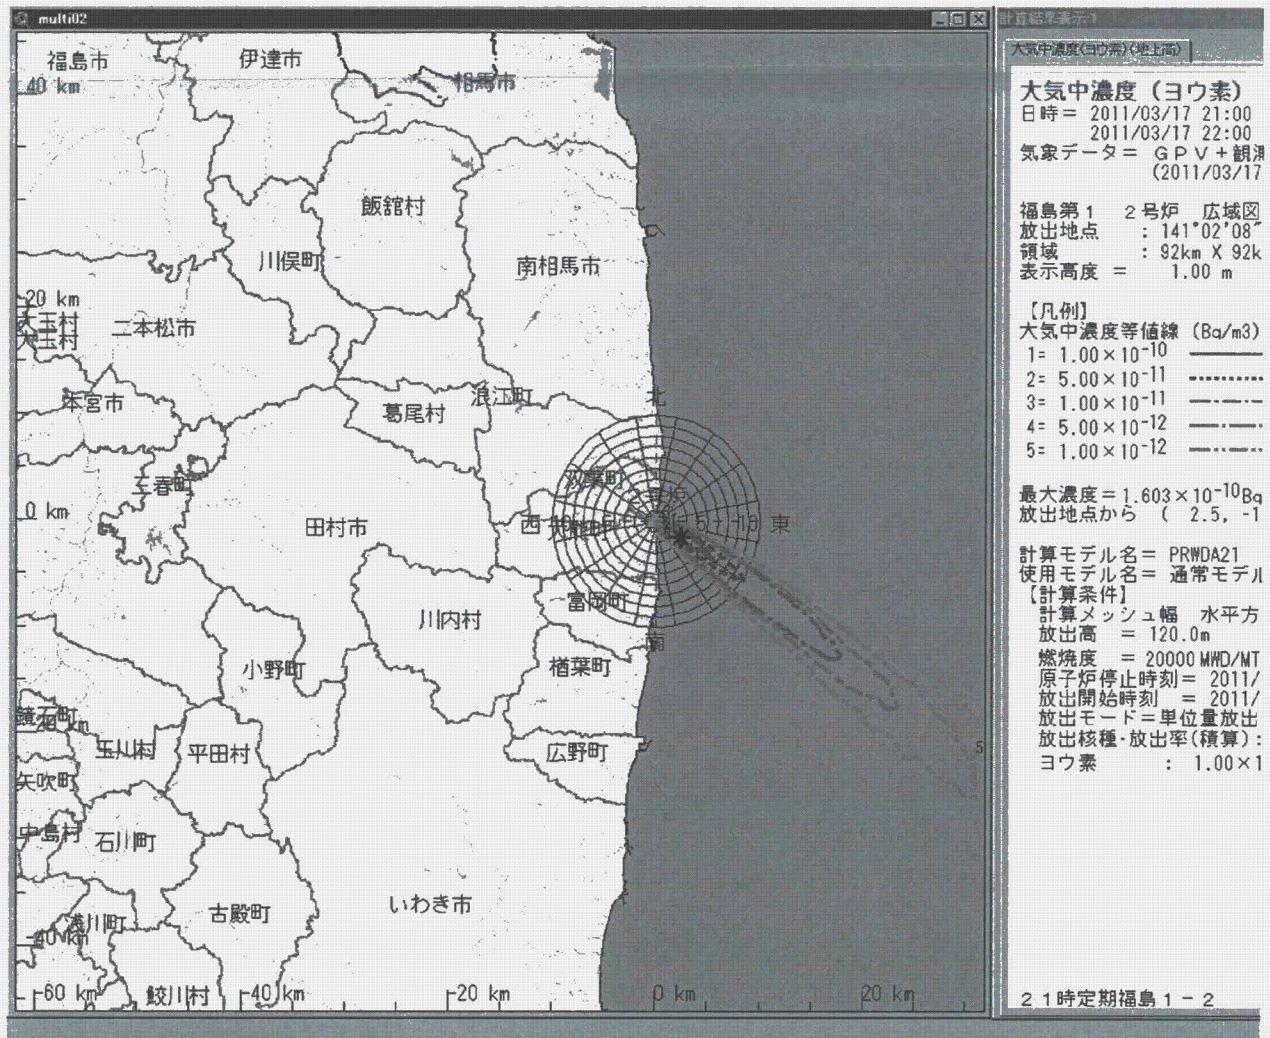 multi02
計算結果表示1
大気中濃度(ヨウ素)(地上高)
福島市
伊達市
相馬市
40 km
飯舘村
川俣町
南相馬市
20 km
大玉村
大玉村
二本松市
本宮市
葛尾村
浪江町
北
双葉町
三春町
0 km
田村市
西
東
富岡町
川内村
南
小野町
楢葉町
鏡石町
玉川村
平田村
広野町
5
矢吹町
中島村
石川町
浅川町
古殿町
いわき市
-40 km
鮫川村
-60 km
-40 km
-20 km
0 km
20 km
大気中濃度(ヨウ素)
日時= 2011/03/17 21:00
2011/03/17 22:00
気象データ= GPV+観測
(2011/03/17
福島第1 2号炉 広域図
放出地点 : 141°02'08"
領域 : 92km X 92k
表示高度 = 1.00 m
【凡例】
大気中濃度等値線 (Bq/m3)
1= 1.00×10-10
2= 5.00×10-11
3= 1.00×10-11
4= 5.00×10-12
5= 1.00×10-12
最大濃度=1.603×10-10Bq
放出地点から ( 2.5, -1
計算モデル名= PRWDA21
使用モデル名= 通常モデル
【計算条件】
計算メッシュ幅 水平方
放出高 = 120.0m
燃焼度 = 20000MWD/MT
原子炉停止時刻= 2011/
放出開始時刻 = 2011/
放出モード=単位量放出
放出核種・放出率(積算):
ヨウ素 : 1.00×1
21時定期福島1-2